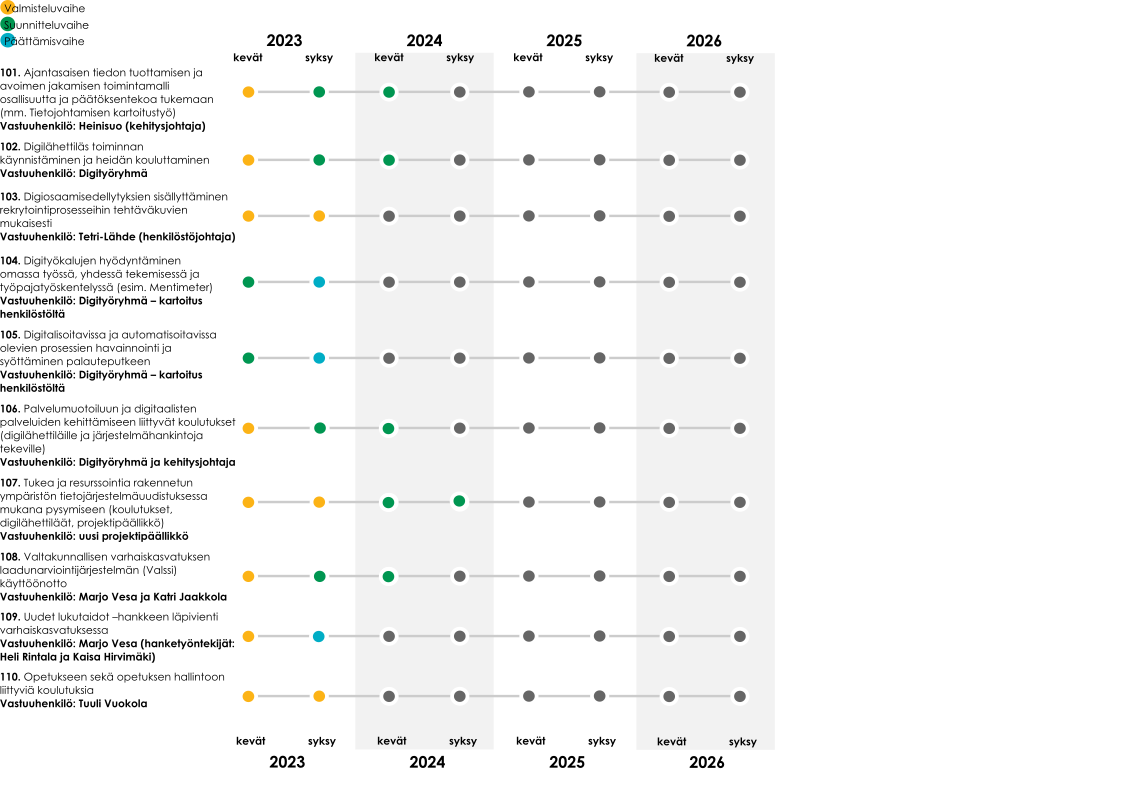 Valmisteluvaihe
Suunnitteluvaihe
Päättämisvaihe
2023 2024 2025 2026
kevät syksy kevät syksy kevät syksy kevät syksy
101. Ajantasaisen tiedon tuottamisen ja
avoimen jakamisen toimintamalli
osallisuutta ja päätöksentekoa tukemaan
(mm. Tietojohtamisen kartoitustyö)
Vastuuhenkilö: Heinisuo (kehitysjohtaja)
102. Digilähettiläs toiminnan
käynnistäminen ja heidän kouluttaminen
Vastuuhenkilö: Digityöryhmä
103. Digiosaamisedellytyksien sisällyttäminen
rekrytointiprosesseihin tehtäväkuvien
mukaisesti
Vastuuhenkilö: Tetri-Lähde (henkilöstöjohtaja)
104. Digityökalujen hyödyntäminen
omassa työssä, yhdessä tekemisessä ja
työpajatyöskentelyssä (esim. Mentimeter)
Vastuuhenkilö: Digityöryhmä – kartoitus
henkilöstöltä
105. Digitalisoitavissa ja automatisoitavissa
olevien prosessien havainnointi ja
syöttäminen palauteputkeen
Vastuuhenkilö: Digityöryhmä – kartoitus
henkilöstöltä
106. Palvelumuotoiluun ja digitaalisten
palveluiden kehittämiseen liittyvät koulutukset
(digilähettiläille ja järjestelmähankintoja
tekeville)
Vastuuhenkilö: Digityöryhmä ja kehitysjohtaja
107. Tukea ja resurssointia rakennetun
ympäristön tietojärjestelmäuudistuksessa
mukana pysymiseen (koulutukset,
digilähettiläät, projektipäällikkö)
Vastuuhenkilö: uusi projektipäällikkö
108. Valtakunnallisen varhaiskasvatuksen
laadunarviointijärjestelmän (Valssi)
käyttöönotto
Vastuuhenkilö: Marjo Vesa ja Katri Jaakkola
109. Uudet lukutaidot –hankkeen läpivienti
varhaiskasvatuksessa
Vastuuhenkilö: Marjo Vesa (hanketyöntekijät:
Heli Rintala ja Kaisa Hirvimäki)
110. Opetukseen sekä opetuksen hallintoon
liittyviä koulutuksia
Vastuuhenkilö: Tuuli Vuokola
kevät syksy kevät syksy kevät syksy kevät syksy
2023 2024 2025 2026